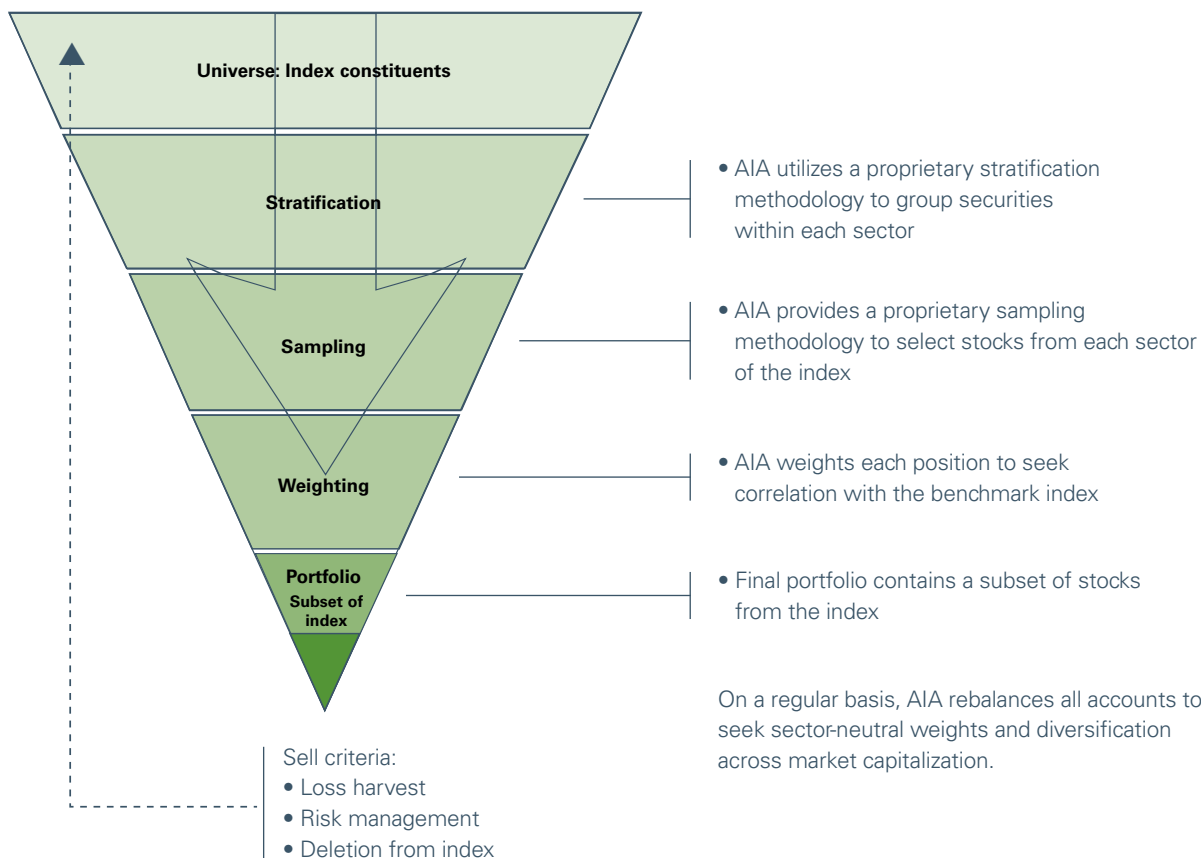 Universe: Index constituents
Stratification
• AIA utilizes a proprietary stratification
methodology to group securities
within each sector
Sampling
• AIA provides a proprietary sampling
methodology to select stocks from each sector
of the index
Weighting
• AIA weights each position to seek
correlation with the benchmark index
Portfolio
Subset of
index
• Final portfolio contains a subset of stocks
from the index
On a regular basis, AIA rebalances all accounts to
seek sector-neutral weights and diversification
across market capitalization.
Sell criteria:
• Loss harvest
• Risk management
• Deletion from index